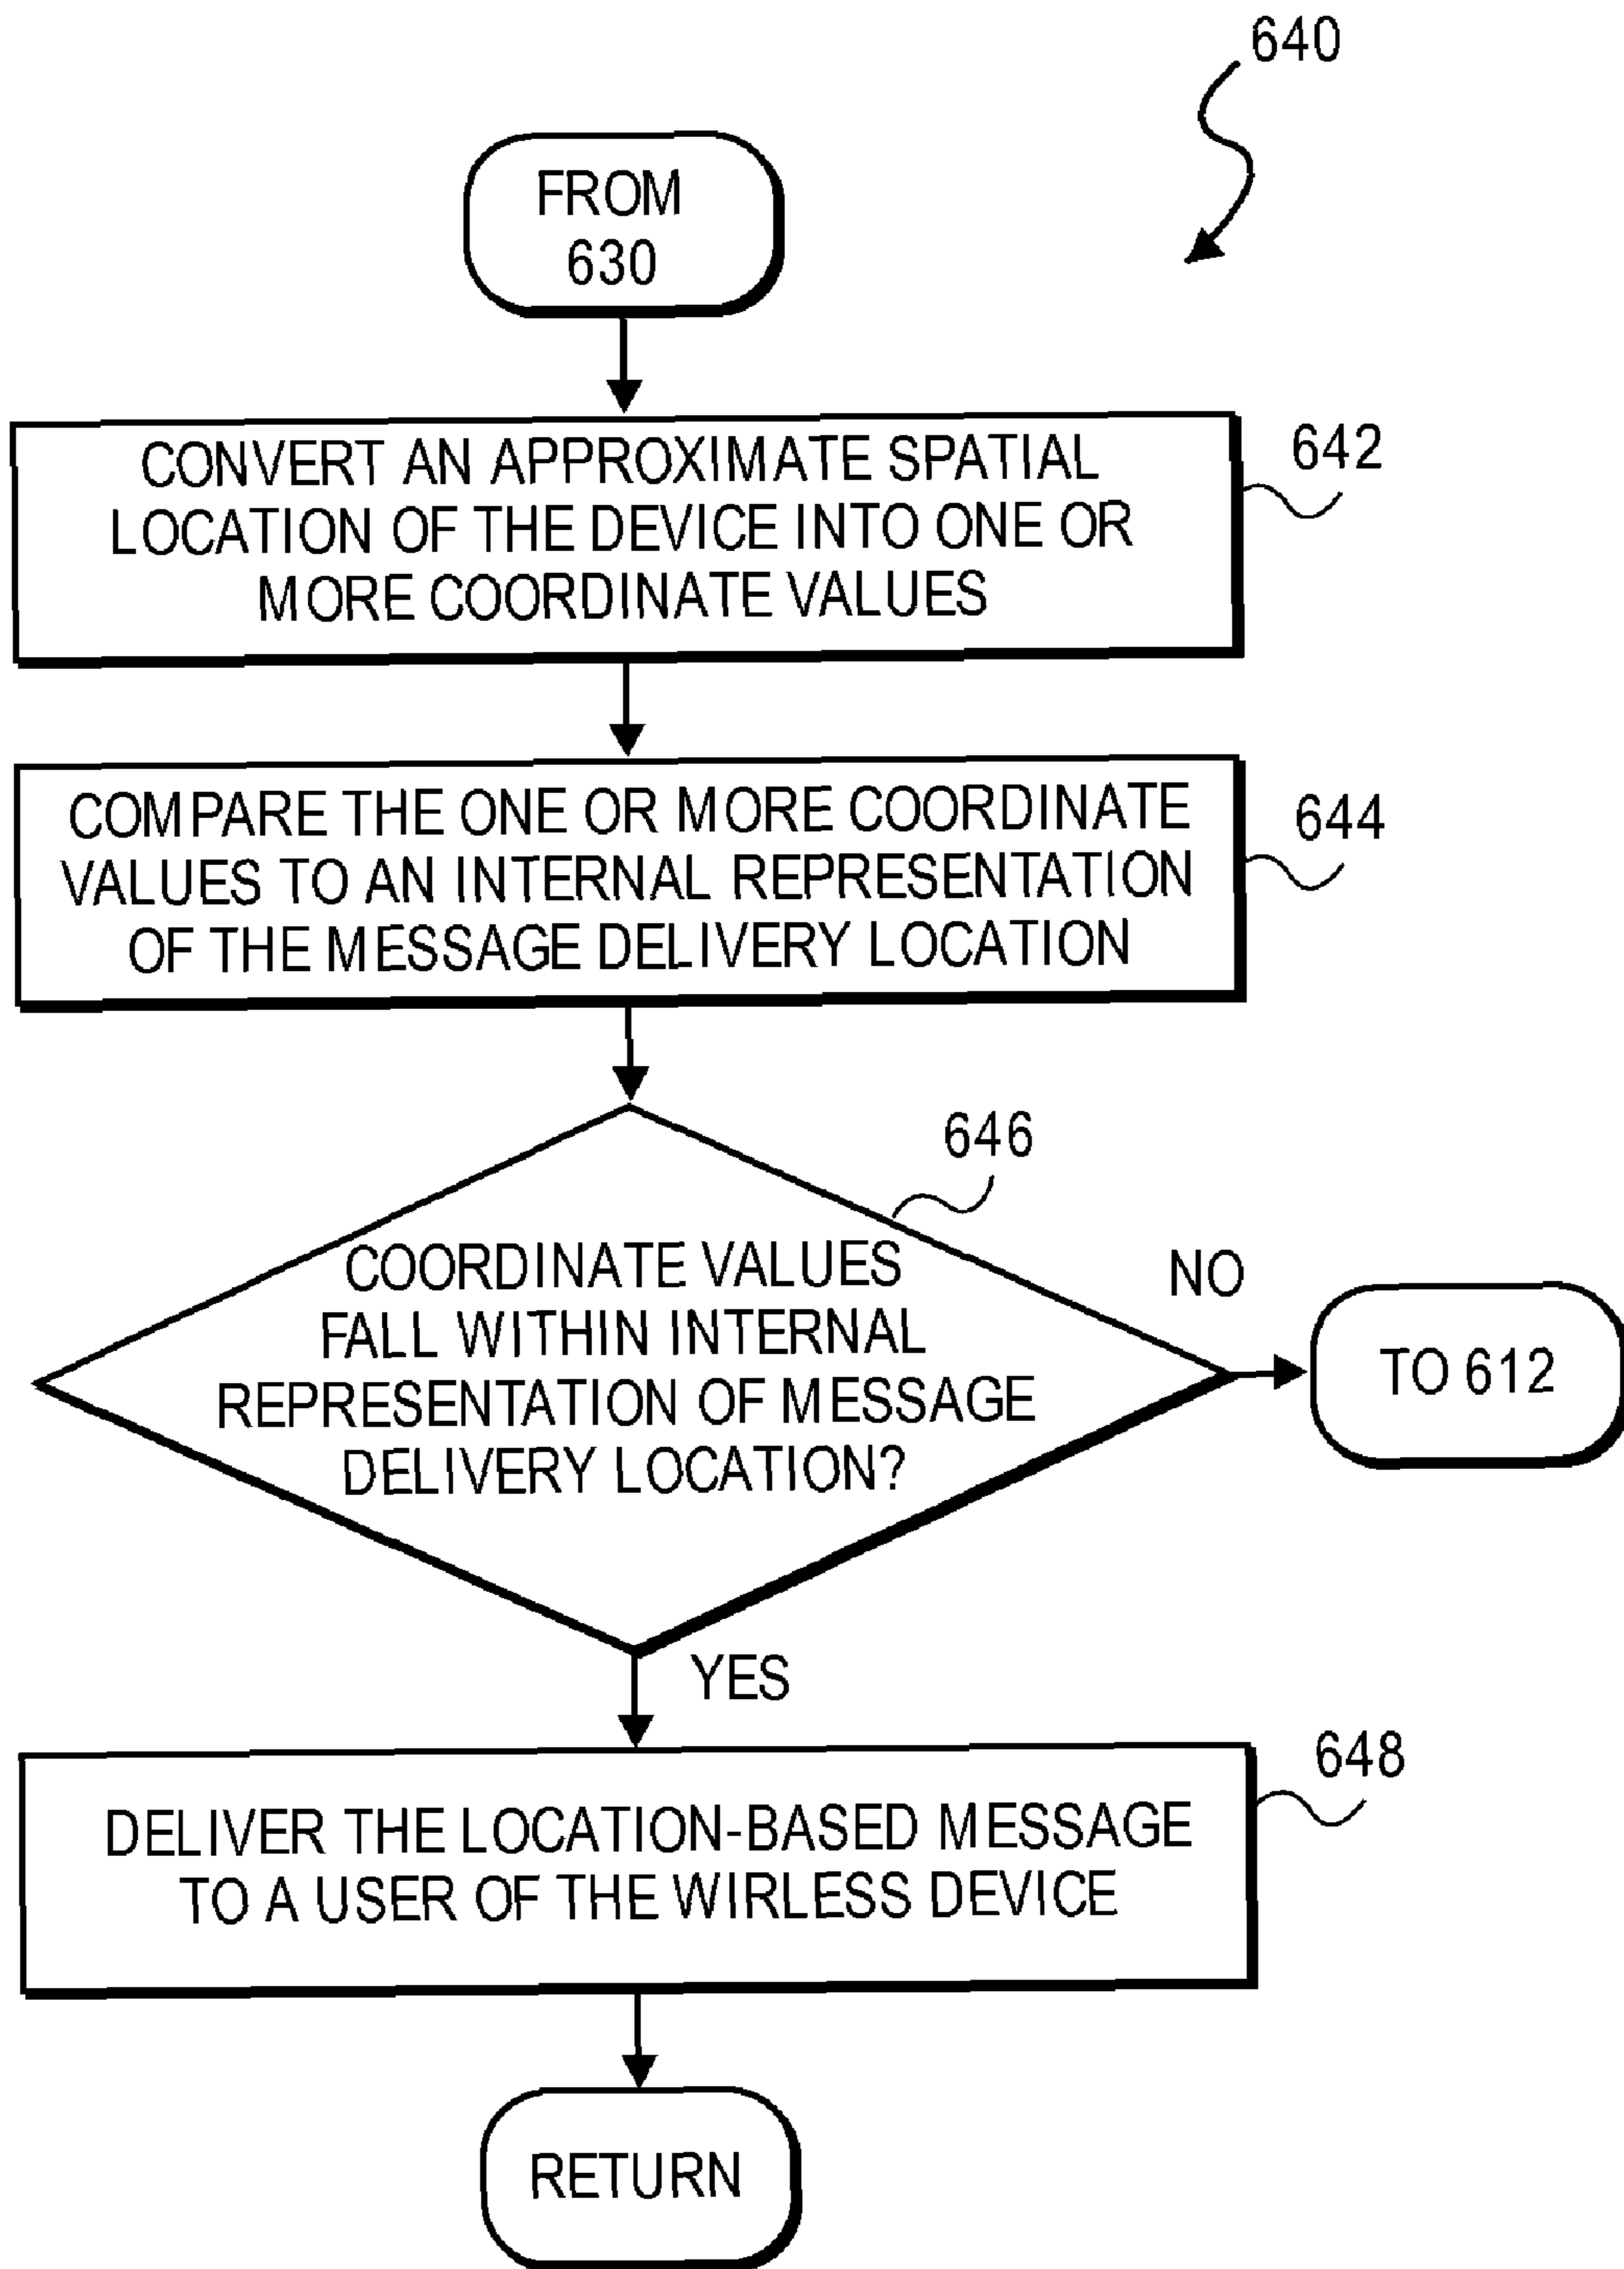 640
FROM
630
CONVERT AN APPROXIMATE SPATIAL
LOCATION OF THE DEVICE INTO ONE OR
MORE COORDINATE VALUES
642
COMPARE THE ONE OR MORE COORDINATE
VALUES TO AN INTERNAL REPRESENTATION
OF THE MESSAGE DELIVERY LOCATION
644
646
COORDINATE VALUES
FALL WITHIN INTERNAL
REPRESENTATION OF MESSAGE
DELIVERY LOCATION?
NO
TO 612
YES
648
DELIVER THE LOCATION-BASED MESSAGE
TO A USER OF THE WIRLESS DEVICE
RETURN